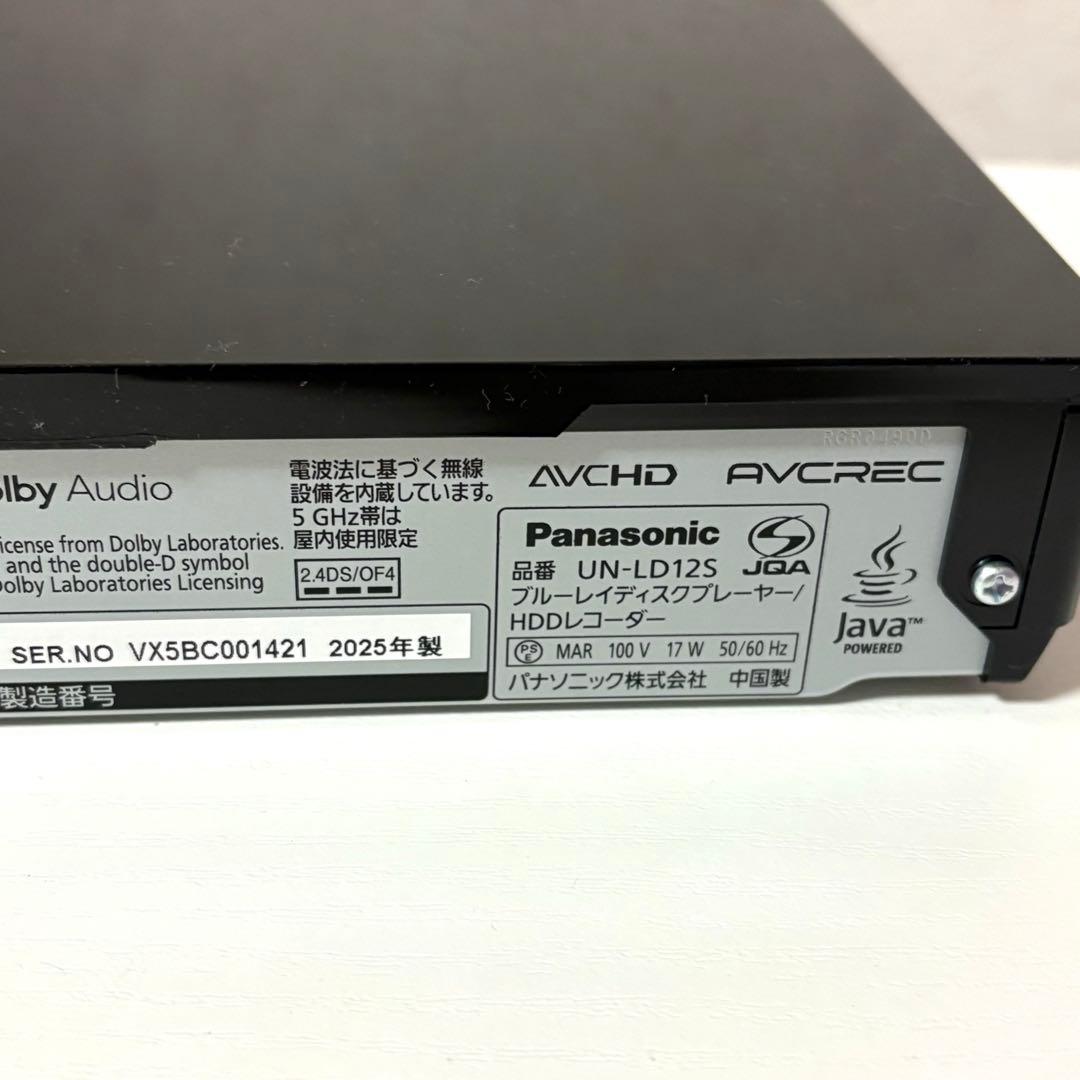 RGR0490D
lby Audio
電波法に基づく無線
設備を内蔵しています。
5 GHz帯は
屋内使用限定
2.4DS/OF4
icense from Dolby Laboratories.
and the double-D symbol
Dolby Laboratories Licensing
SER.NO VX5BC001421 2025年製
製造番号
AVCHD
AVCREC
Panasonic
JQA
品番 UN-LD12S
ブルーレイディスクプレーヤー/
HDDレコーダー
PS E MAR 100 V 17 W 50/60 Hz
パナソニック株式会社 中国製
Java™
POWERED